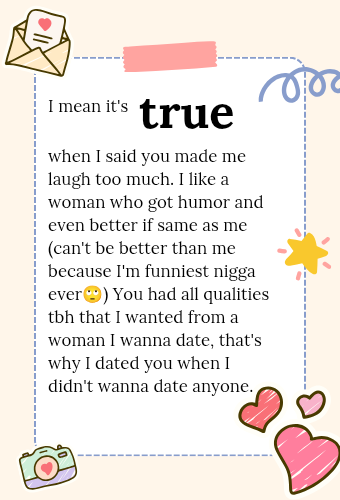 I mean it's true
when I said you made me
laugh too much. I like a
woman who got humor and
even better if same as me
(can't be better than me
because I'm funniest nigga
ever🙄) You had all qualities
tbh that I wanted from a
woman I wanna date, that's
why I dated you when I
didn't wanna date anyone.